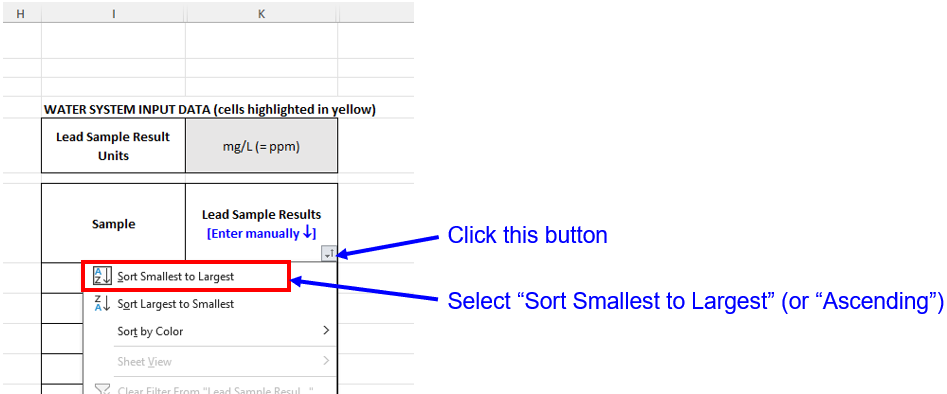 H I K
WATER SYSTEM INPUT DATA (cells highlighted in yellow)
Lead Sample Result
Units
mg/L (= ppm)
Sample
Lead Sample Results
[Enter manually ↓]
Click this button
A
Z
Sort Smallest to Largest
Select “Sort Smallest to Largest” (or “Ascending”)
Z
A
Sort Largest to Smallest
Sort by Color
Sheet View
Clear Filter From "Lead Sample Resul..."